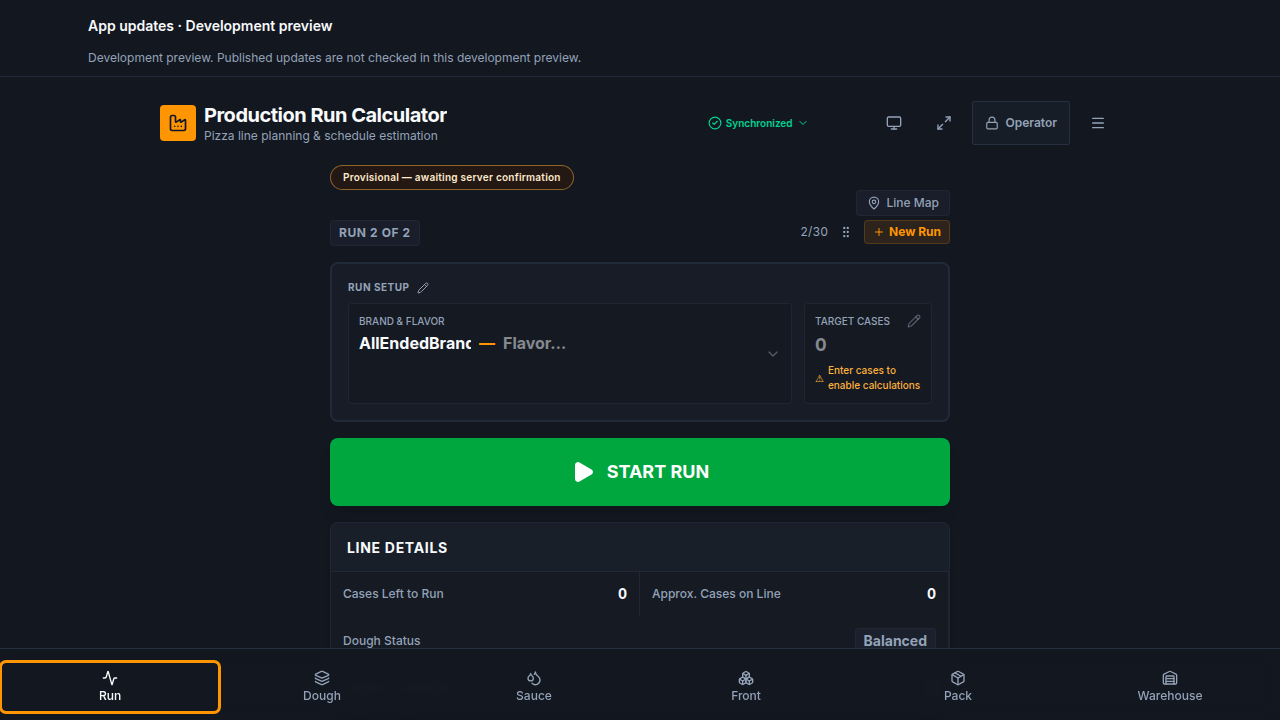 App updates · Development preview
Development preview. Published updates are not checked in this development preview.
Production Run Calculator
Pizza line planning & schedule estimation
Synchronized
Operator
Provisional — awaiting server confirmation
Line Map
RUN 2 OF 2
2/30
+ New Run
RUN SETUP
BRAND & FLAVOR
AllEndedBrand — Flavor...
TARGET CASES
0
⚠ Enter cases to
enable calculations
START RUN
LINE DETAILS
Cases Left to Run 0
Approx. Cases on Line 0
Dough Status Balanced
Run
Dough
Sauce
Front
Pack
Warehouse